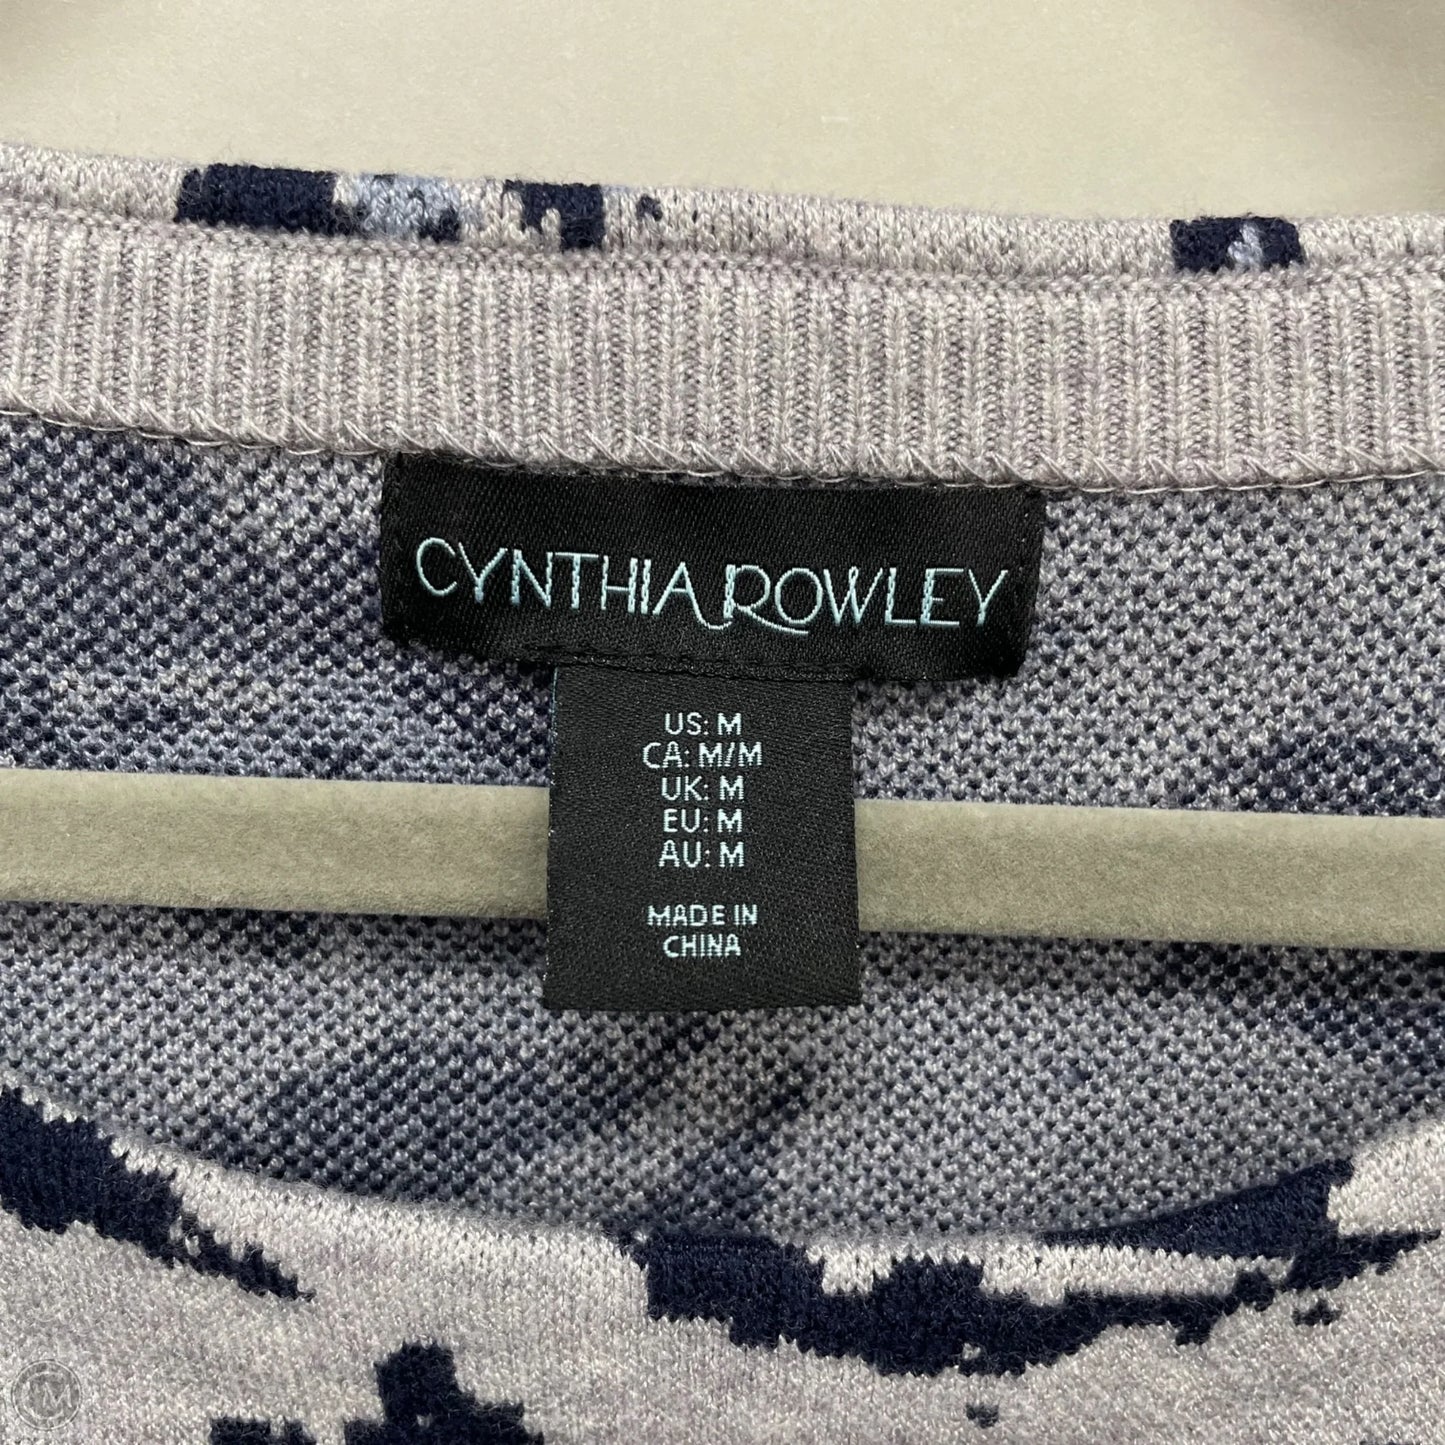 CYNTHIA ROWLEY
US: M
CA: M/M
UK: M
EU: M
AU: M
MADE IN
CHINA